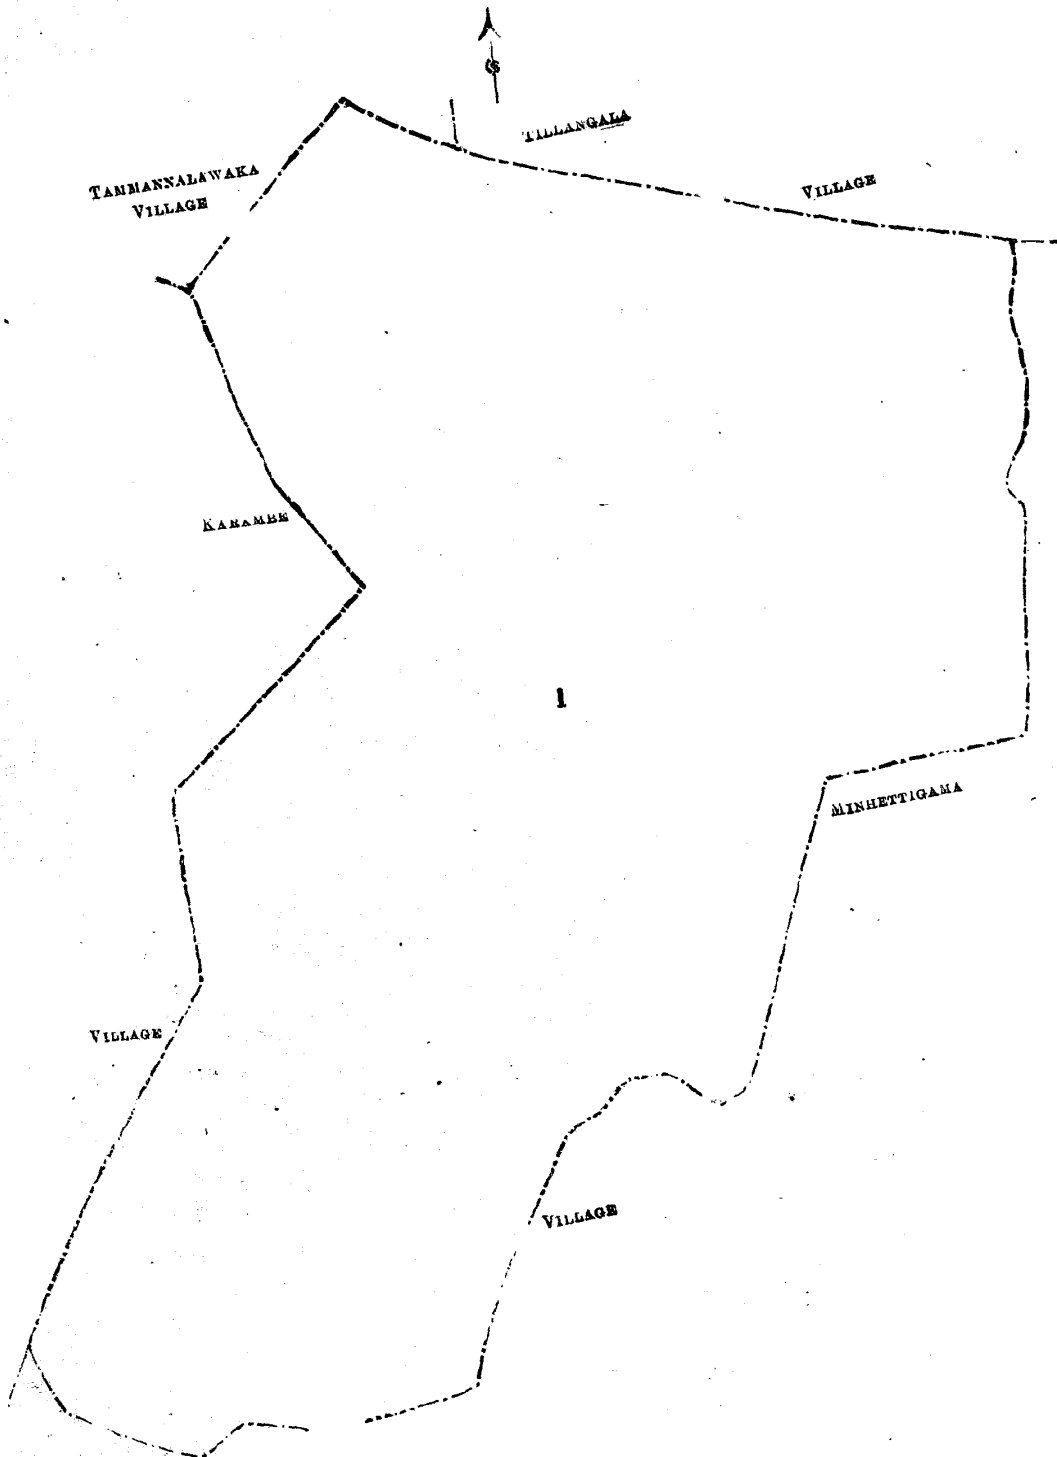 TILLANGALA
VILLAGE
TAMMANNALAWAKA
VILLAGE
KARAMBE
1
MINHETTIGAMA
VILLAGE
VILLAGE